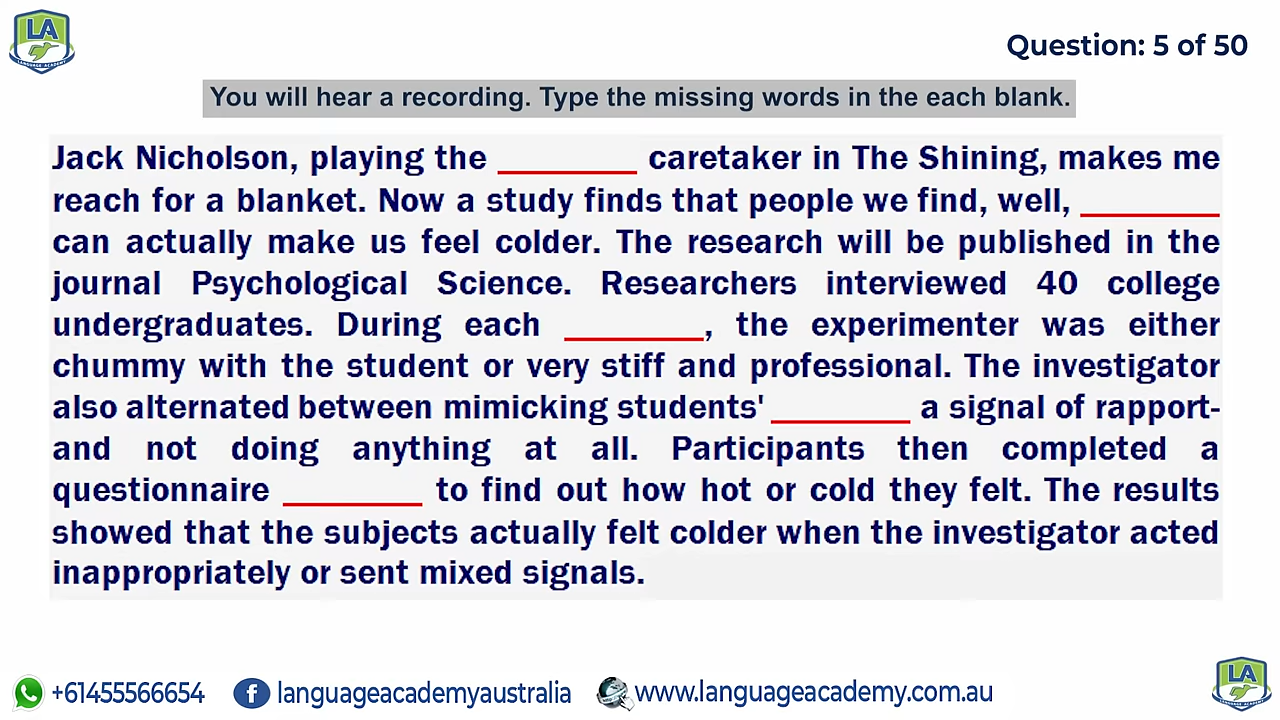 LA
LANGUAGE ACADEMY
Question: 5 of 50
You will hear a recording. Type the missing words in the each blank.
Jack Nicholson, playing the ________ caretaker in The Shining, makes me
reach for a blanket. Now a study finds that people we find, well, ________
can actually make us feel colder. The research will be published in the
journal Psychological Science. Researchers interviewed 40 college
undergraduates. During each ________, the experimenter was either
chummy with the student or very stiff and professional. The investigator
also alternated between mimicking students' ________ a signal of rapport-
and not doing anything at all. Participants then completed a
questionnaire ________ to find out how hot or cold they felt. The results
showed that the subjects actually felt colder when the investigator acted
inappropriately or sent mixed signals.
+61455566654 languageacademyaustralia www.languageacademy.com.au
LA
LANGUAGE ACADEMY